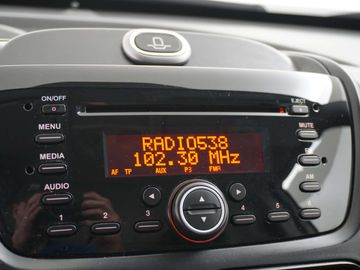 ON/OFF
EJECT
MENU
MUTE
RADIO538
102.30 MHz
MEDIA
AF TP AUX P3
AUDIO
AM
1 2 3 4 5 6